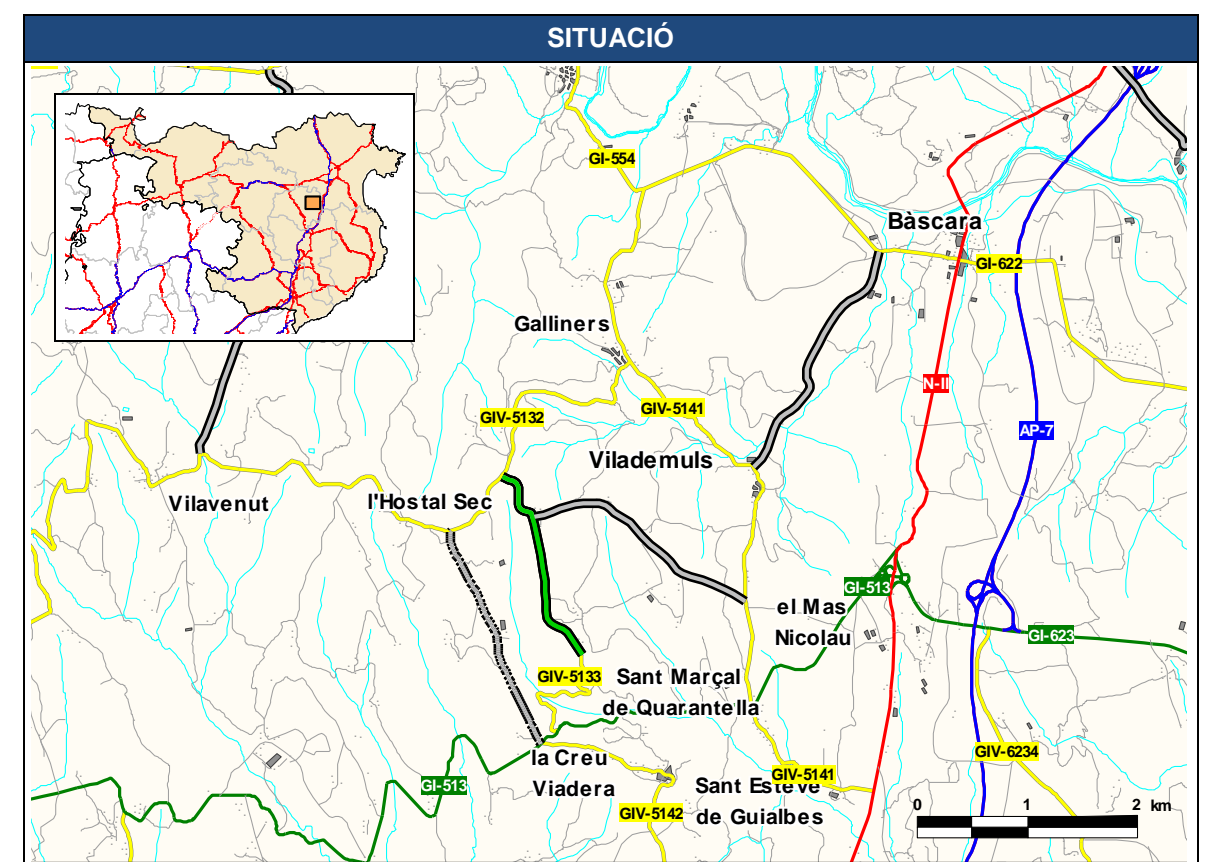 SITUACIÓ
GI-554
Bàscara
GI-622
Galliners
N-II
GIV-5132
GIV-5141
AP-7
Vilademuls
Vilavenut
l'Hostal Sec
GI-513
el Mas
Nicolau
GI-623
GIV-5133
Sant Marçal
de Quarantella
la Creu
Viadera
GIV-6234
GI-513
Sant Esteve
de Guialbes
GIV-5141
GIV-5142
0 1 2 km